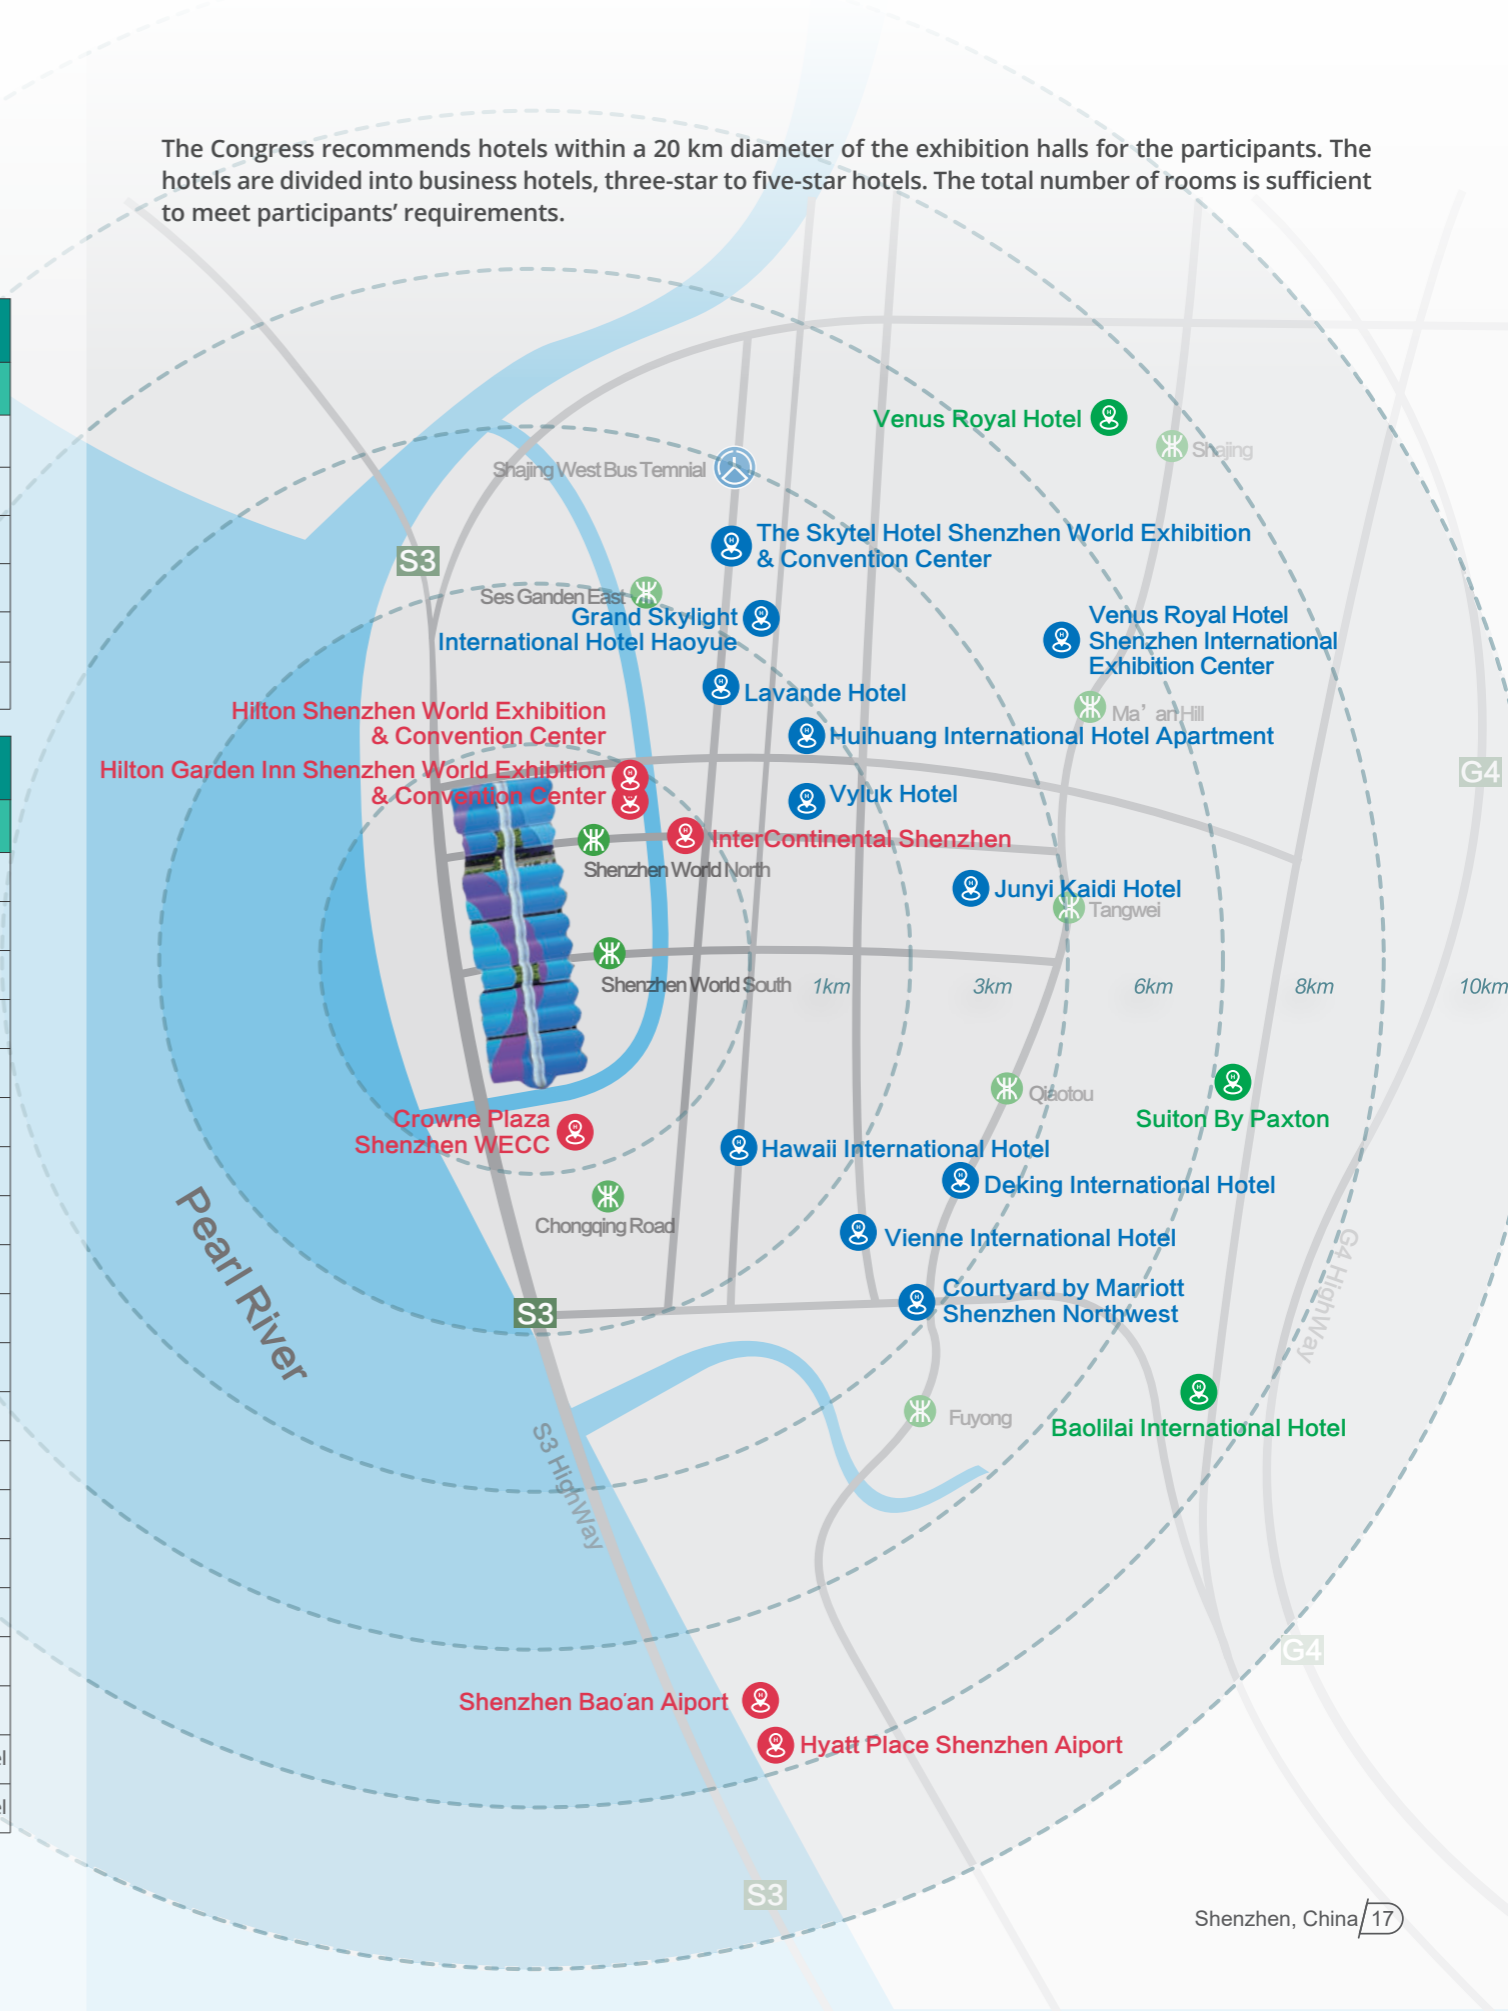 The Congress recommends hotels within a 20 km diameter of the exhibition halls for the participants. The
hotels are divided into business hotels, three-star to five-star hotels. The total number of rooms is sufficient
to meet participants’ requirements.
Venus Royal Hotel
Shajing
Shajing West Bus Temnial
The Skytel Hotel Shenzhen World Exhibition
& Convention Center
S3
Ses Ganden East
Grand Skylight
International Hotel Haoyue
Venus Royal Hotel
Shenzhen International
Exhibition Center
Lavande Hotel
Ma’an Hill
Hilton Shenzhen World Exhibition
& Convention Center
Huihuang International Hotel Apartment
Hilton Garden Inn Shenzhen World Exhibition
& Convention Center
G4
Vyluk Hotel
InterContinental Shenzhen
Shenzhen World North
Junyi Kaidi Hotel
Tangwei
Shenzhen World South
1km
3km
6km
8km
10km
Qiaotou
Suiton By Paxton
Crowne Plaza
Shenzhen WECC
Hawaii International Hotel
Deking International Hotel
Chongqing Road
Vienne International Hotel
Pearl River
G4 HighWay
Courtyard by Marriott
Shenzhen Northwest
S3
Fuyong
Baolilai International Hotel
S3 HighWay
G4
Shenzhen Bao'an Aiport
Hyatt Place Shenzhen Aiport
S3
Shenzhen, China 17